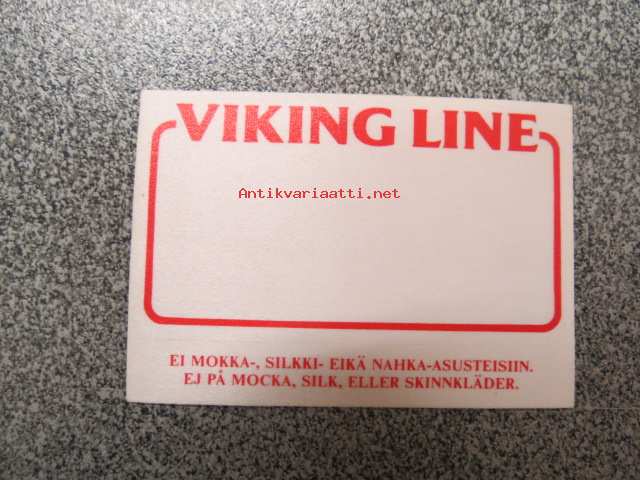 VIKING LINE
Antikvariaatti.net
EI MOKKA-, SILKKI- EIKÄ NAHKA-ASUSTEISIIN.
EJ PÅ MOCKA, SILK, ELLER SKINNKLÄDER.